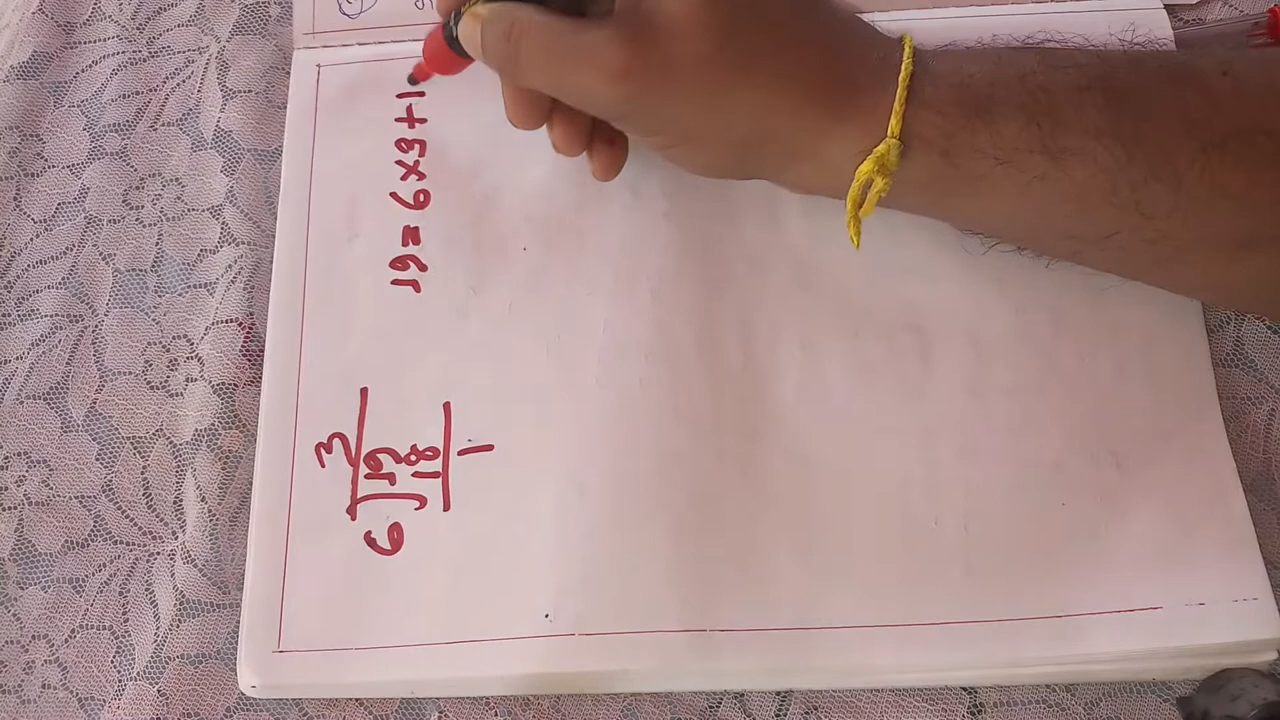 3
6)19
18
1
19 = 6 x 3 + 1